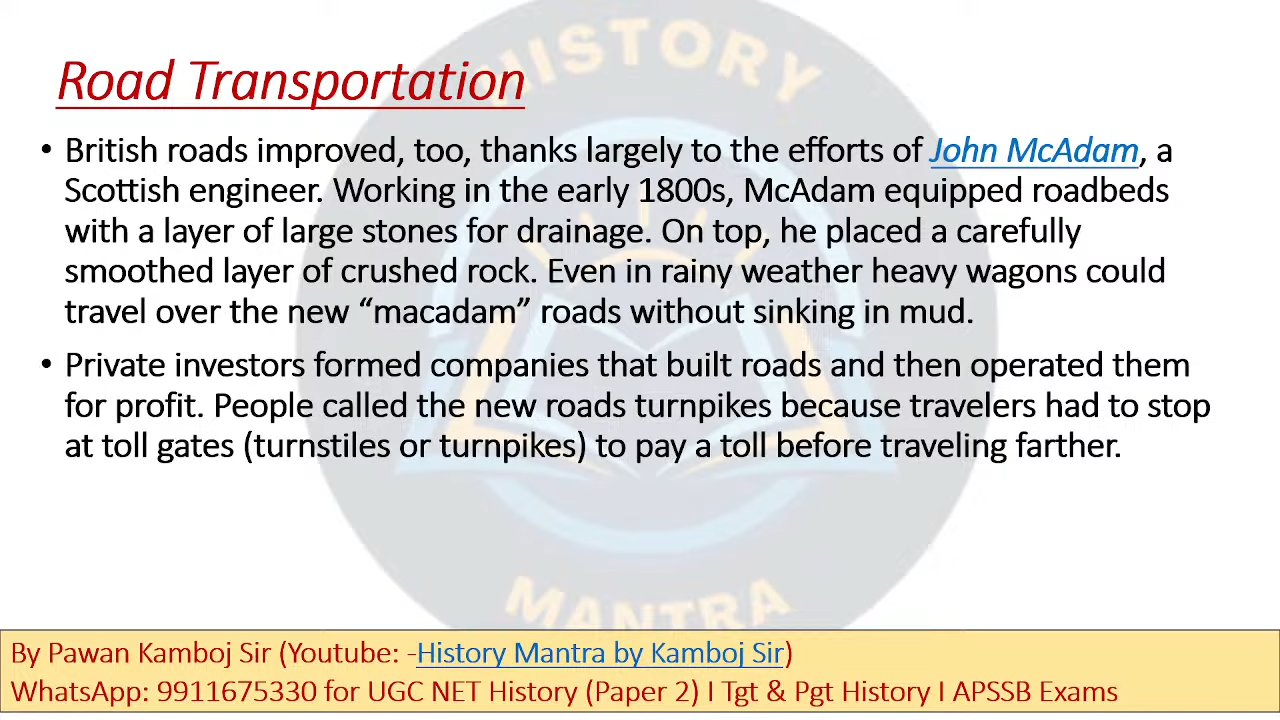 HISTORY
Road Transportation
• British roads improved, too, thanks largely to the efforts of John McAdam, a
Scottish engineer. Working in the early 1800s, McAdam equipped roadbeds
with a layer of large stones for drainage. On top, he placed a carefully
smoothed layer of crushed rock. Even in rainy weather heavy wagons could
travel over the new “macadam” roads without sinking in mud.
• Private investors formed companies that built roads and then operated them
for profit. People called the new roads turnpikes because travelers had to stop
at toll gates (turnstiles or turnpikes) to pay a toll before traveling farther.
MANTRA
By Pawan Kamboj Sir (Youtube: -History Mantra by Kamboj Sir)
WhatsApp: 9911675330 for UGC NET History (Paper 2) I Tgt & Pgt History I APSSB Exams